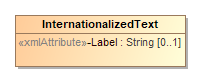 InternationalizedText
«xmlAttribute»-Label : String [0..1]